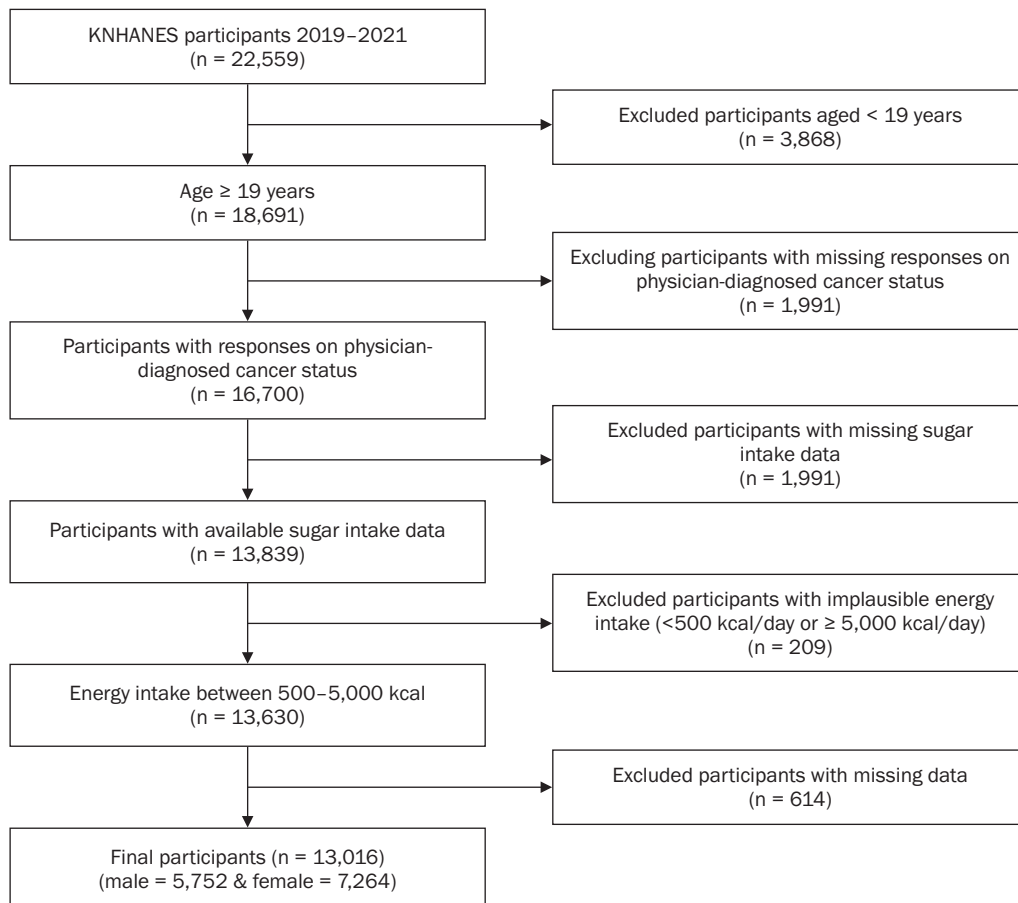 KNHANES participants 2019–2021
(n = 22,559)
Excluded participants aged < 19 years
(n = 3,868)
Age ≥ 19 years
(n = 18,691)
Excluding participants with missing responses on
physician-diagnosed cancer status
(n = 1,991)
Participants with responses on physician-
diagnosed cancer status
(n = 16,700)
Excluded participants with missing sugar
intake data
(n = 1,991)
Participants with available sugar intake data
(n = 13,839)
Excluded participants with implausible energy
intake (<500 kcal/day or ≥ 5,000 kcal/day)
(n = 209)
Energy intake between 500–5,000 kcal
(n = 13,630)
Excluded participants with missing data
(n = 614)
Final participants (n = 13,016)
(male = 5,752 & female = 7,264)